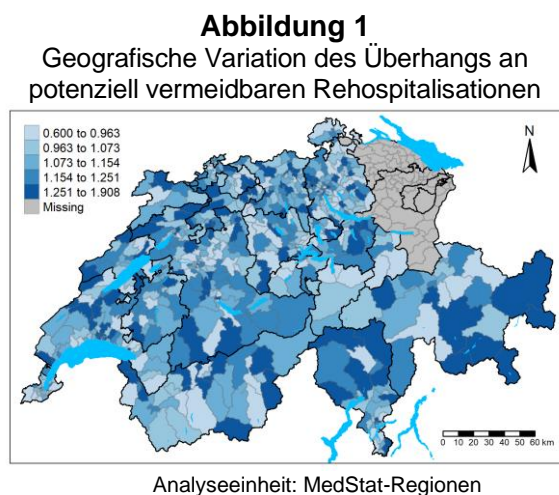 Abbildung 1
Geografische Variation des Überhangs an
potenziell vermeidbaren Rehospitalisationen
0.600 to 0.963
0.963 to 1.073
1.073 to 1.154
1.154 to 1.251
1.251 to 1.908
Missing
N
0 10 20 30 40 50 60 km
Analyseeinheit: MedStat-Regionen